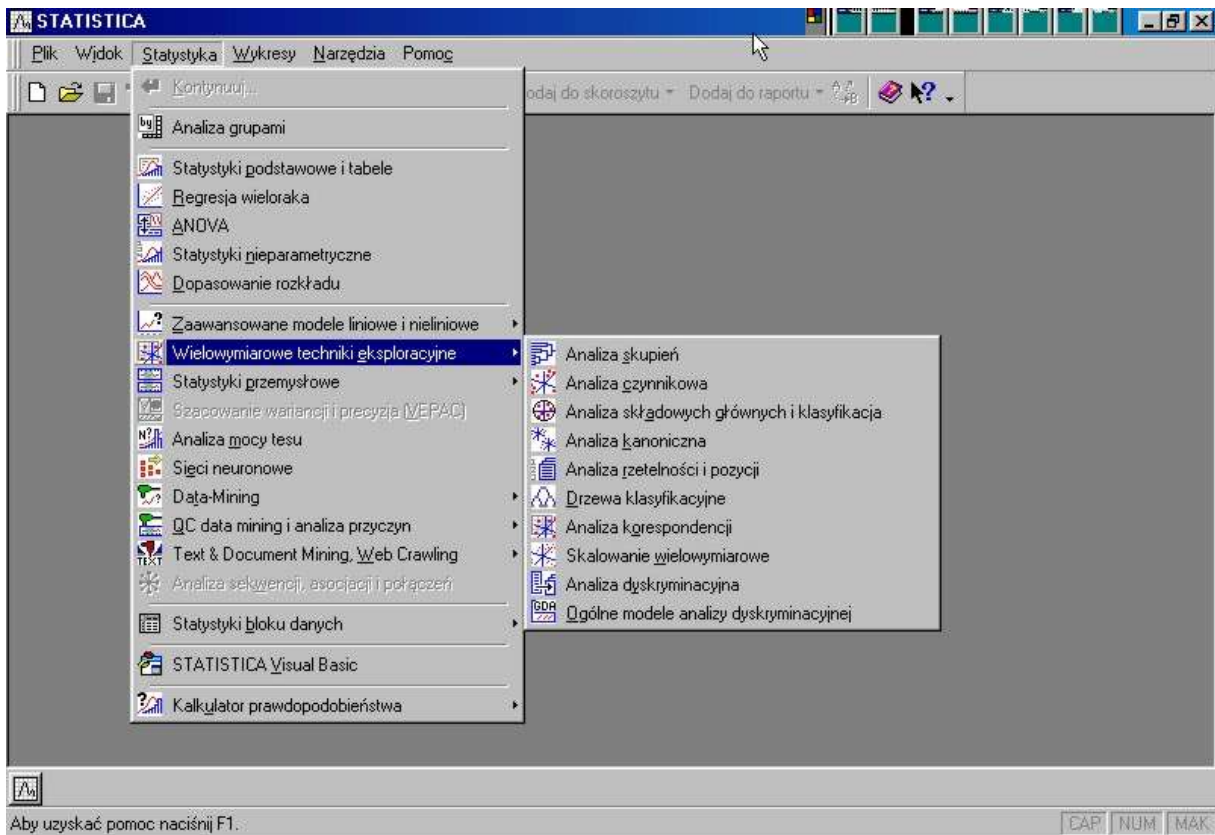 STATISTICA
Plik Widok Statystyka Wykresy Narzędzia Pomoc
odaj do skoroszytu Dodaj do raportu
Kontynuuj...
Analiza grupami
Statystyki podstawowe i tabele
Regresja wieloraka
ANOVA
Statystyki nieparametryczne
Dopasowanie rozkładu
Zaawansowane modele liniowe i nieliniowe
Wielowymiarowe techniki eksploracyjne
Statystyki przemysłowe
Szacowanie wariancji i precyzja (VEPAC)
Analiza mocy tesu
Sieci neuronowe
Data-Mining
QC data mining i analiza przyczyn
Text & Document Mining, Web Crawling
Analiza sekwencji, asocjacji i połączeń
Statystyki bloku danych
STATISTICA Visual Basic
Kalkulator prawdopodobieństwa
Analiza skupień
Analiza czynnikowa
Analiza składowych głównych i klasyfikacja
Analiza kanoniczna
Analiza rzetelności i pozycji
Drzewa klasyfikacyjne
Analiza korespondencji
Skalowanie wielowymiarowe
Analiza dyskryminacyjna
Ogólne modele analizy dyskryminacyjnej
Aby uzyskać pomoc naciśnij F1.
CAP NUM MAK